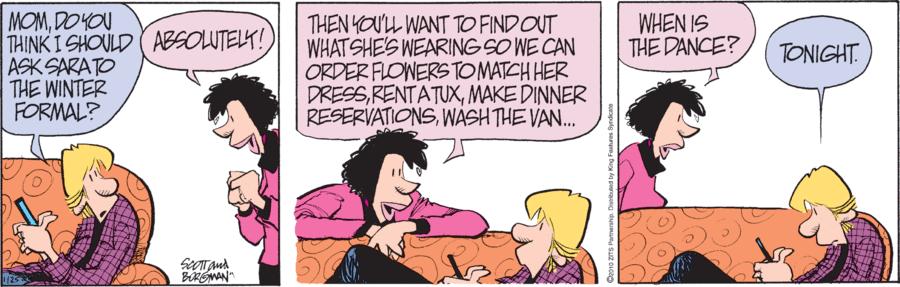 MOM, DO YOU
THINK I SHOULD
ASK SARA TO
THE WINTER
FORMAL?
ABSOLUTELY!
SCOTT and
BORGMAN
1/25
THEN YOU'LL WANT TO FIND OUT
WHAT SHE'S WEARING SO WE CAN
ORDER FLOWERS TO MATCH HER
DRESS, RENT A TUX, MAKE DINNER
RESERVATIONS, WASH THE VAN...
©2010 ZITS Partnership. Distributed by King Features Syndicate
WHEN IS
THE DANCE?
TONIGHT.